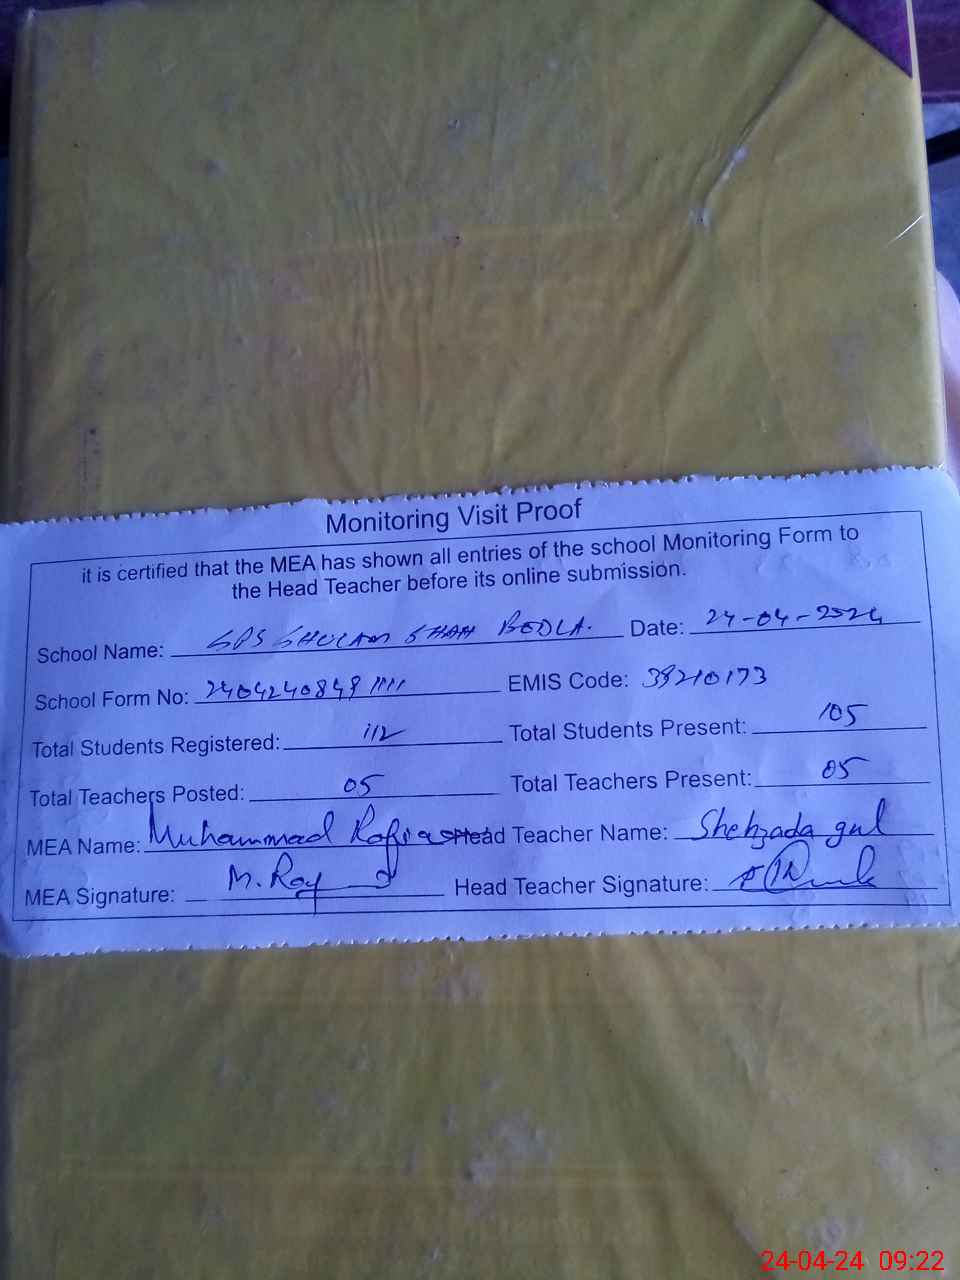 Monitoring Visit Proof
it is certified that the MEA has shown all entries of the school Monitoring Form to
the Head Teacher before its online submission.
School Name: GPS GHULAM SHAH BODLA. Date: 24-04-2024
School Form No: 2404240849 1111 EMIS Code: 39210173
Total Students Registered: 112 Total Students Present: 105
Total Teachers Posted: 05 Total Teachers Present: 05
MEA Name: Muhammad Head Teacher Name: Shehzada gul
MEA Signature: M. Head Teacher Signature:
24-04-24 09:22